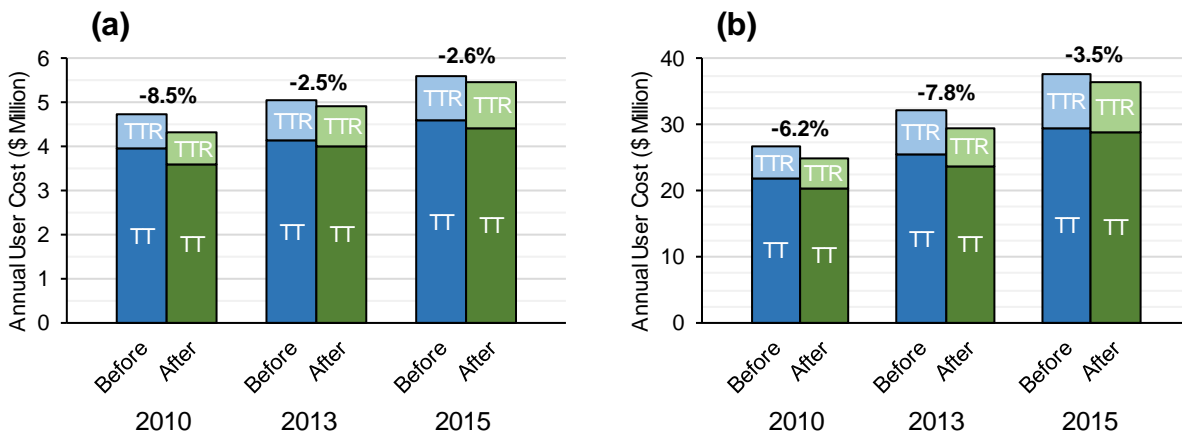 (a)
Annual User Cost ($ Million)
6
5
4
3
2
1
0
-8.5%
-2.5%
-2.6%
TTR
TTR
TTR
TTR
TTR
TTR
TT
TT
TT
TT
TT
TT
Before After Before After Before After
2010 2013 2015
(b)
Annual User Cost ($ Million)
40
30
20
10
0
-6.2%
-7.8%
-3.5%
TTR
TTR
TTR
TTR
TTR
TTR
TT
TT
TT
TT
TT
TT
Before After Before After Before After
2010 2013 2015